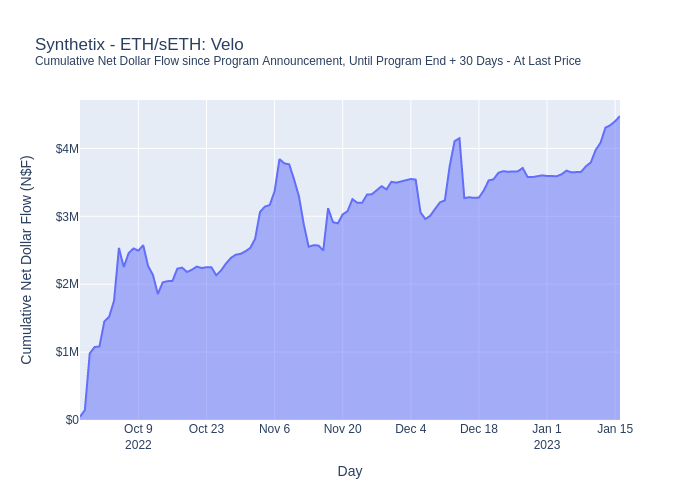 Synthetix - ETH/sETH: Velo
Cumulative Net Dollar Flow since Program Announcement, Until Program End + 30 Days - At Last Price
Cumulative Net Dollar Flow (N$F)
$4M
$3M
$2M
$1M
$0
Oct 9
2022
Oct 23
Nov 6
Nov 20
Dec 4
Dec 18
Jan 1
2023
Jan 15
Day